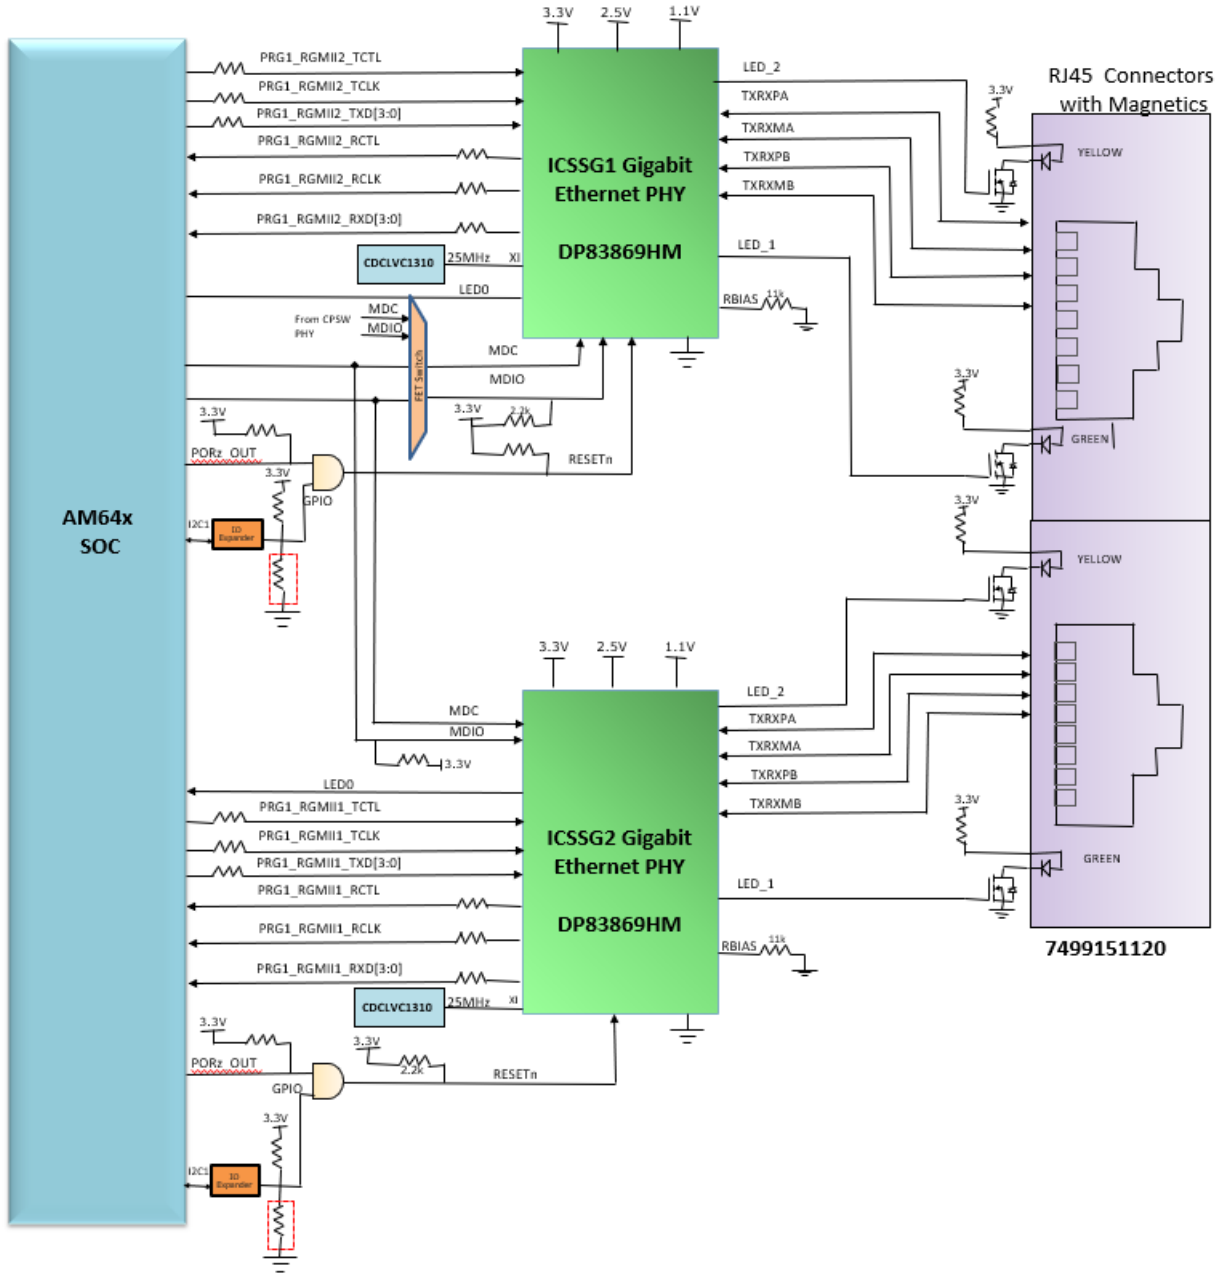 3.3V
2.5V
1.1V
PRG1_RGMII2_TCTL
LED_2
RJ45 Connectors
with Magnetics
PRG1_RGMII2_TCLK
TXRXPA
3.3V
PRG1_RGMII2_TXD[3:0]
TXRXMA
PRG1_RGMII2_RCTL
ICSSG1 Gigabit
Ethernet PHY
DP83869HM
TXRXPB
YELLOW
PRG1_RGMII2_RCLK
TXRXMB
PRG1_RGMII2_RXD[3:0]
LED_1
CDCLVC1310
25MHz
XI
LED0
RBIAS
11k
From CPSW
PHY
MDC
MDIO
FET Switch
MDC
MDIO
3.3V
3.3V
3.3V
2.2k
PORz_OUT
RESETn
GREEN
3.3V
GPIO
3.3V
AM64x
SOC
I2C1
IO
Expander
YELLOW
3.3V
2.5V
1.1V
LED_2
MDC
TXRXPA
MDIO
TXRXMA
3.3V
TXRXPB
LED0
TXRXMB
3.3V
PRG1_RGMII1_TCTL
PRG1_RGMII1_TCLK
ICSSG2 Gigabit
Ethernet PHY
DP83869HM
PRG1_RGMII1_TXD[3:0]
GREEN
PRG1_RGMII1_RCTL
LED_1
PRG1_RGMII1_RCLK
RBIAS
11k
7499151120
PRG1_RGMII1_RXD[3:0]
CDCLVC1310
25MHz
XI
3.3V
3.3V
PORz_OUT
2.2k
RESETn
GPIO
3.3V
I2C1
IO
Expander